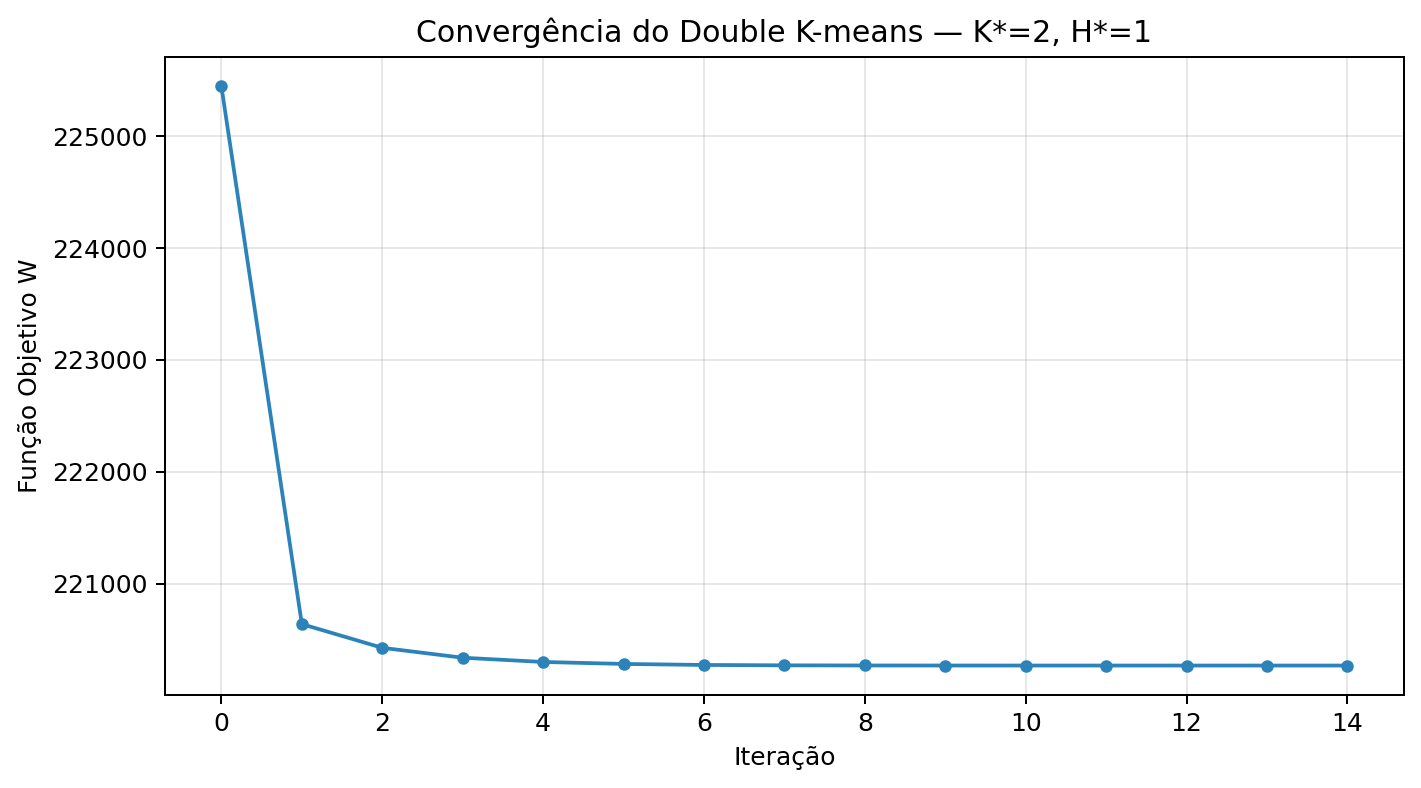 Convergência do Double K-means — K*=2, H*=1
Função Objetivo W
225000
224000
223000
222000
221000
0 2 4 6 8 10 12 14
Iteração